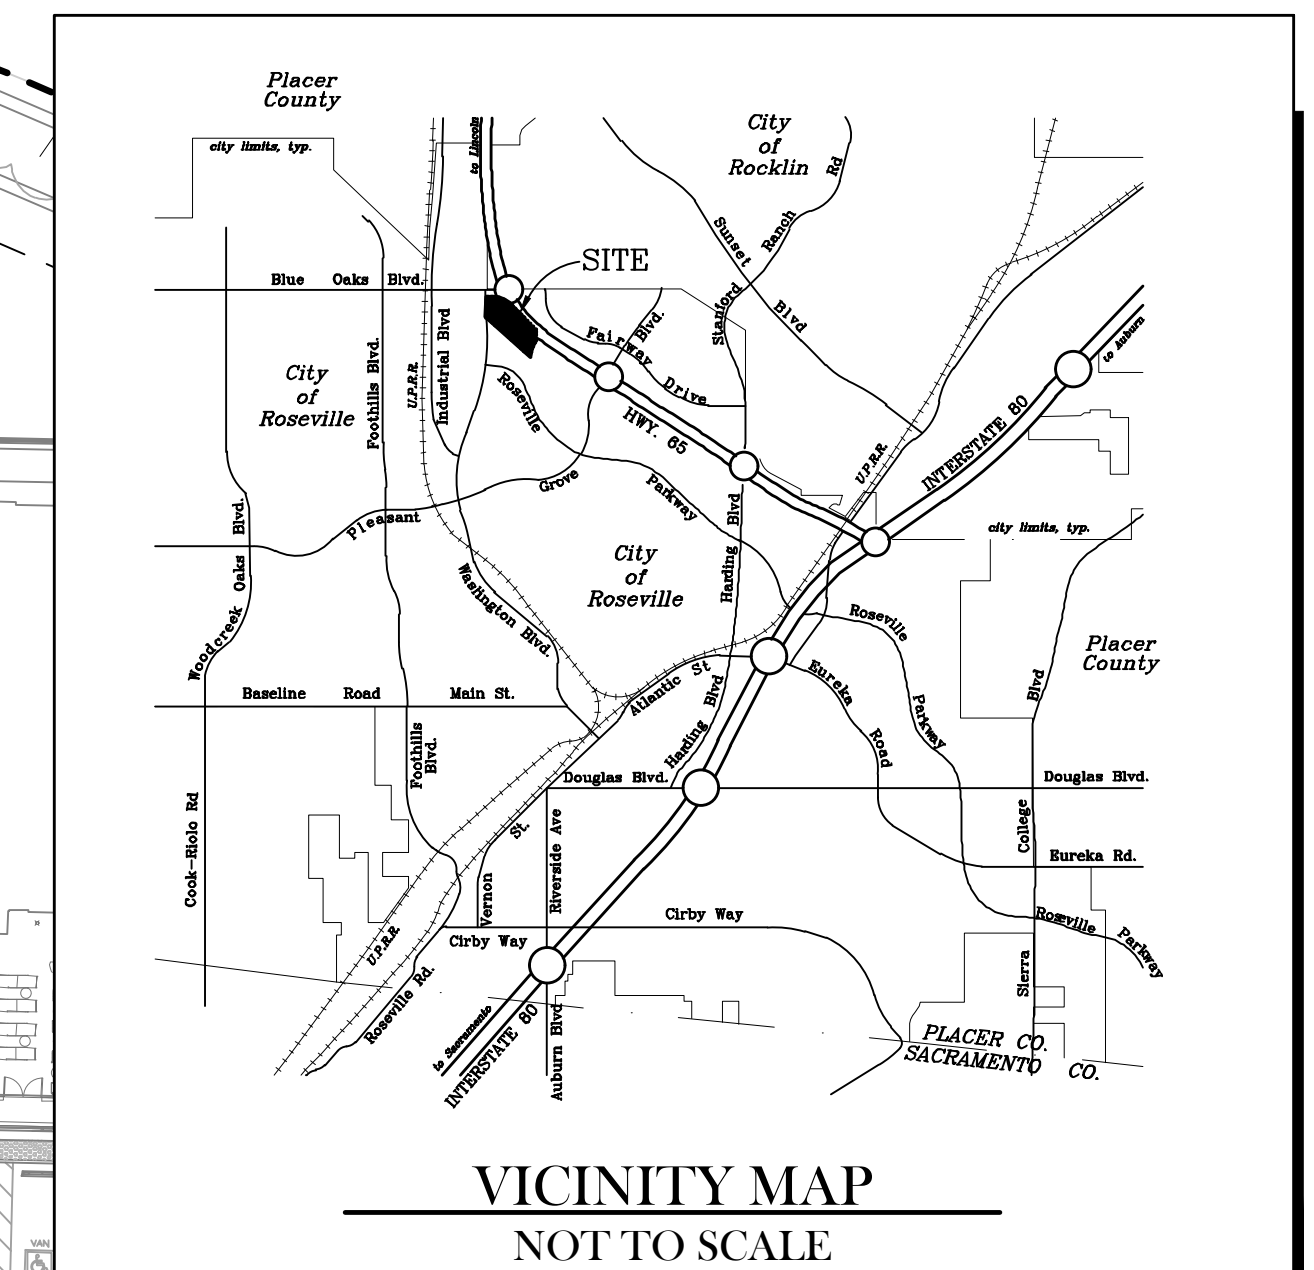 Placer
County
city limits, typ.
to Lincoln
City
of
Rocklin
Stanford Ranch Rd
Sunset Blvd
SITE
Blue Oaks Blvd.
Industrial Blvd
Foothills Blvd.
U.P.R.R.
City
of
Roseville
Fairway Drive
Blvd.
Roseville Parkway
HWY. 65
Pleasant Grove
INTERSTATE 80
to Auburn
U.P.R.R.
city limits, typ.
Woodcreek Oaks Blvd.
Washington Blvd.
City
of
Roseville
Harding Blvd
Roseville Parkway
Eureka Road
Placer
County
Baseline Road
Main St.
Atlantic St
Harding Blvd
Foothills
Blvd.
Douglas Blvd.
Douglas Blvd.
Sierra College Blvd
Cook-Riolo Rd
Vernon St.
Riverside Ave
Eureka Rd.
Cirby Way
Cirby Way
Roseville Parkway
U.P.R.R.
Roseville Rd.
to Sacramento
INTERSTATE 80
Auburn Blvd
PLACER CO.
SACRAMENTO CO.
VICINITY MAP
NOT TO SCALE
VAN